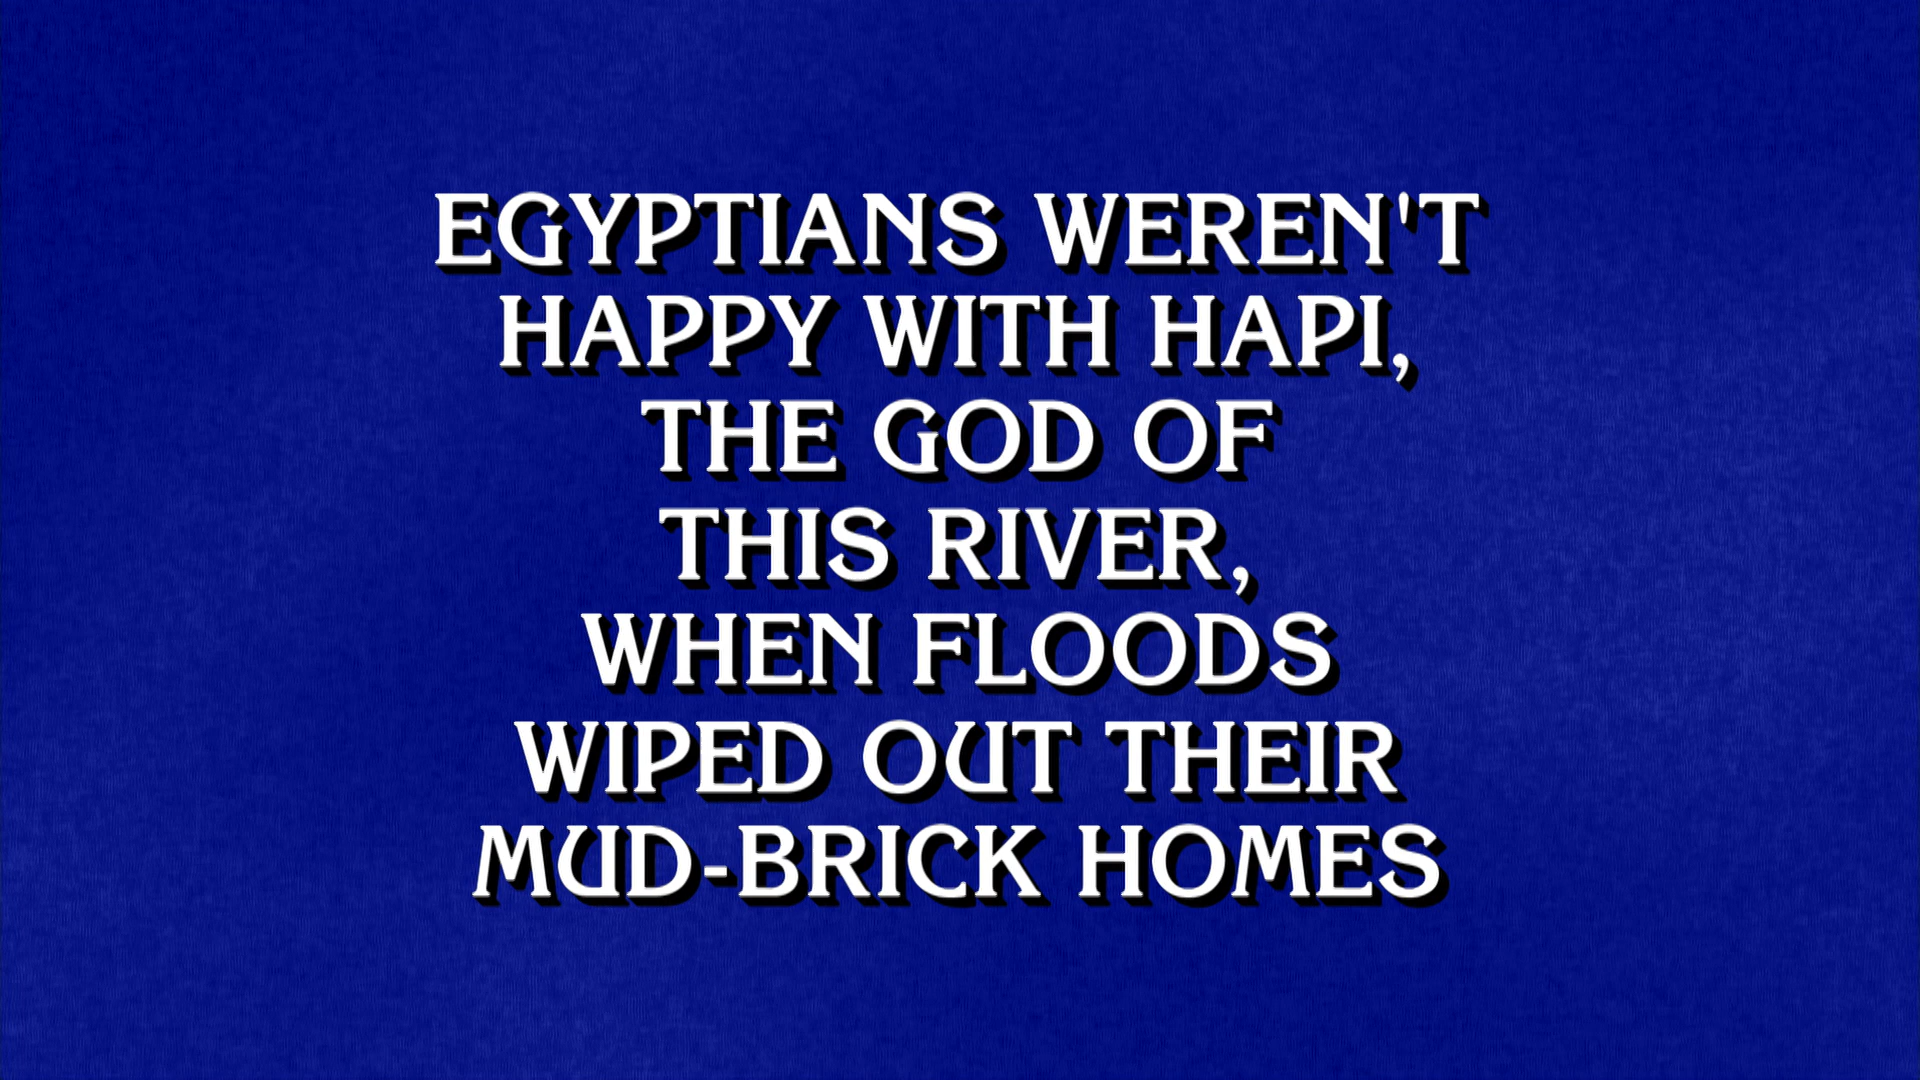 EGYPTIANS WEREN'T
HAPPY WITH HAPI,
THE GOD OF
THIS RIVER,
WHEN FLOODS
WIPED OUT THEIR
MUD-BRICK HOMES